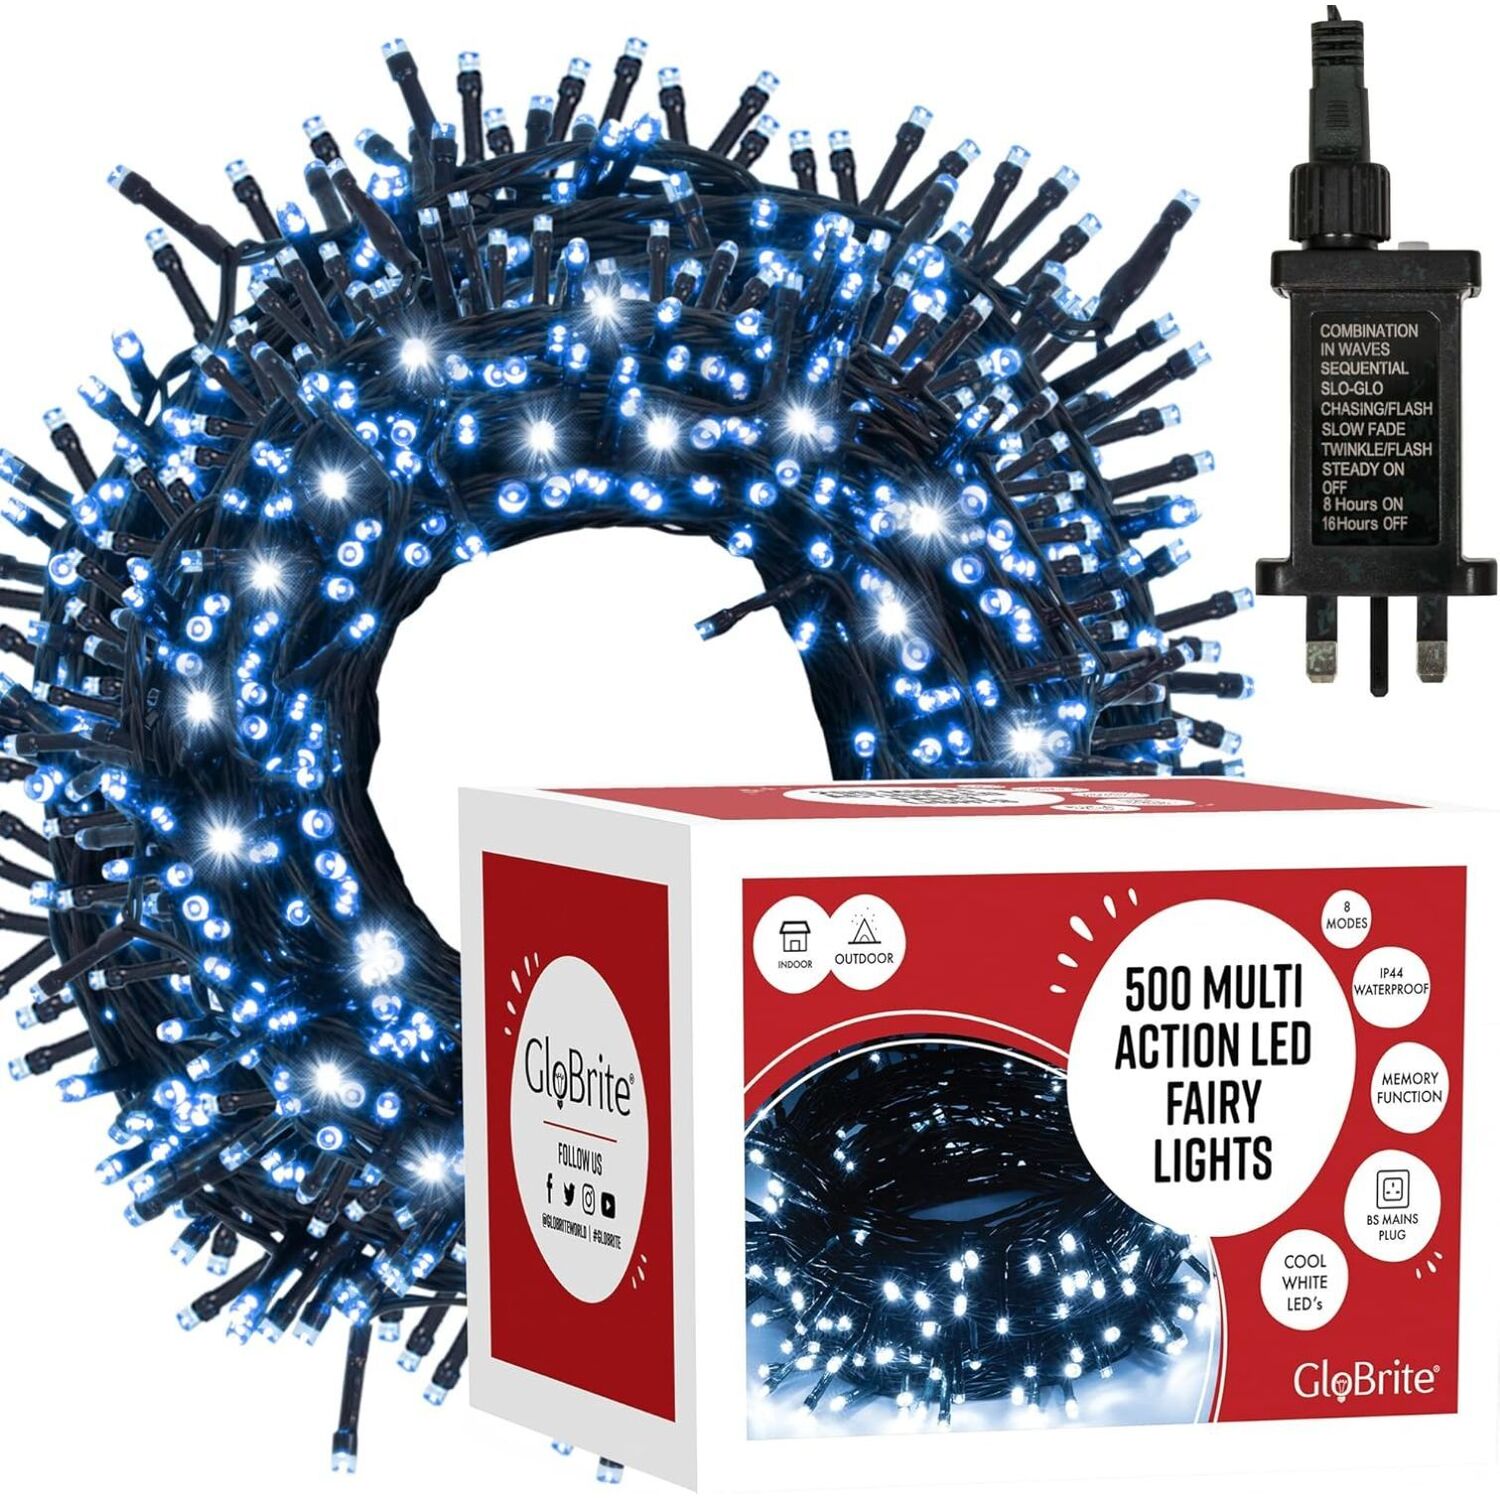 COMBINATION
IN WAVES
SEQUENTIAL
SLO-GLO
CHASING/FLASH
SLOW FADE
TWINKLE/FLASH
STEADY ON
OFF
8 Hours ON
16Hours OFF
INDOOR
OUTDOOR
500 MULTI
ACTION LED
FAIRY
LIGHTS
8
MODES
IP44
WATERPROOF
MEMORY
FUNCTION
BS MAINS
PLUG
COOL
WHITE
LED's
GloBrite®
GloBrite®
FOLLOW US
@GLOBRITEWORLD | #GLOBRITE